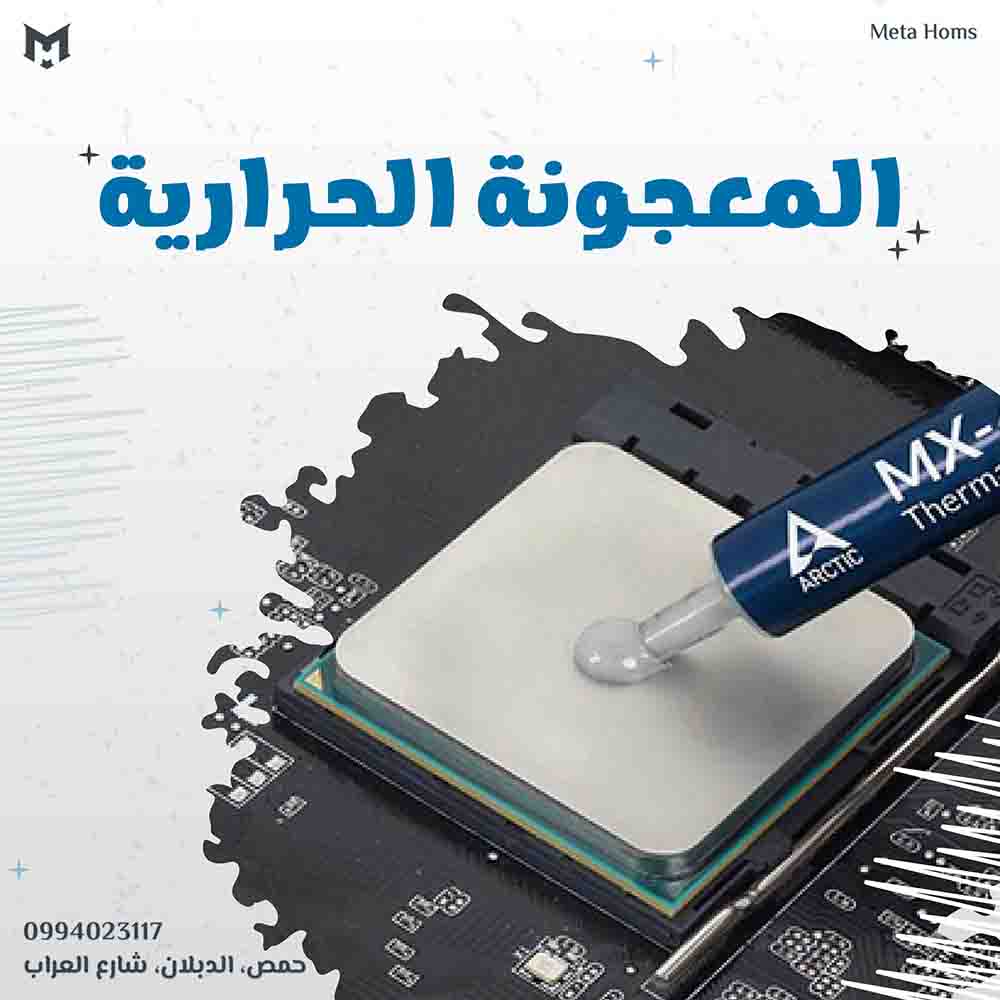 Meta Homs
المعجونة الحرارية
MX-
Therma
ARCTIC
0994023117
حمص، الدبلان، شارع العراب